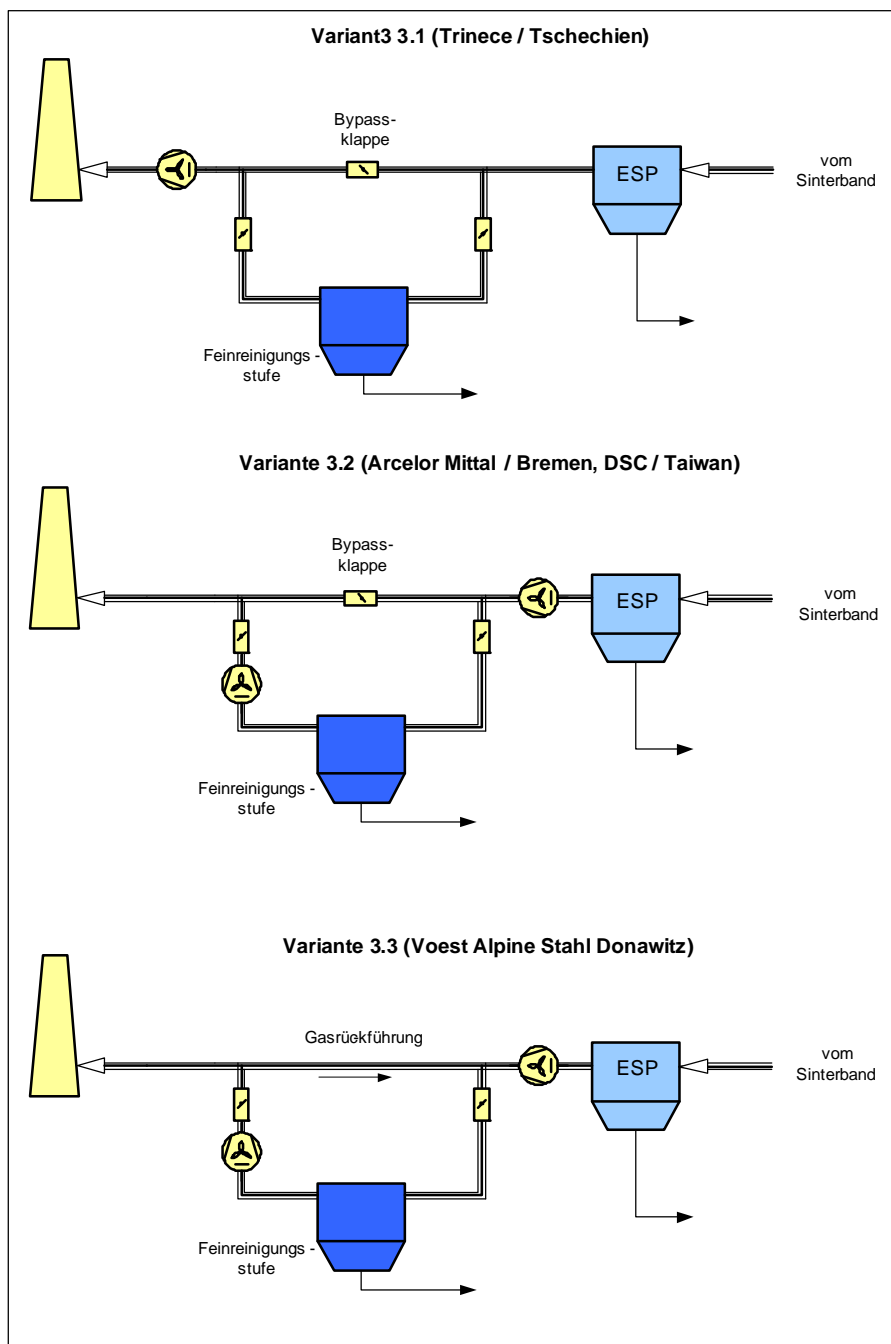 Variant3 3.1 (Trinece / Tschechien)
Bypass-
klappe
ESP
vom
Sinterband
Feinreinigungs -
stufe
Variante 3.2 (Arcelor Mittal / Bremen, DSC / Taiwan)
Bypass-
klappe
ESP
vom
Sinterband
Feinreinigungs -
stufe
Variante 3.3 (Voest Alpine Stahl Donawitz)
Gasrückführung
ESP
vom
Sinterband
Feinreinigungs -
stufe